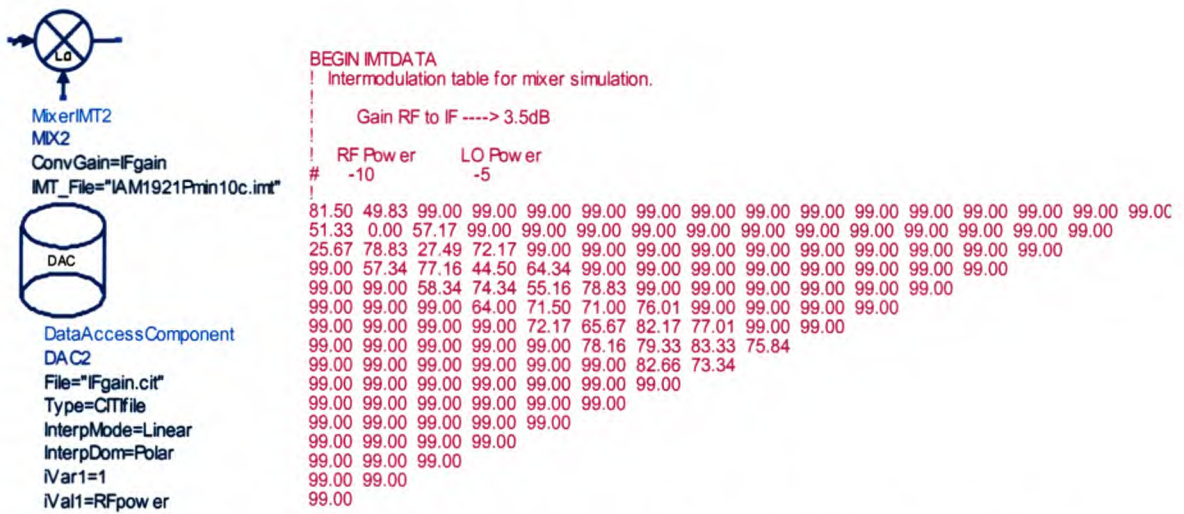 LO
MixerIMT2
MIX2
ConvGain=IFgain
IMT_File="IAM1921Pmin10c.imt"
DAC
DataAccessComponent
DAC2
File="IFgain.cit"
Type=CITIfile
InterpMode=Linear
InterpDom=Polar
iVar1=1
iVal1=RFpower
BEGIN IMTDATA
! Intermodulation table for mixer simulation.
!
! Gain RF to IF ----> 3.5dB
!
! RF Power LO Power
# -10 -5
!
81.50 49.83 99.00 99.00 99.00 99.00 99.00 99.00 99.00 99.00 99.00 99.00 99.00 99.00 99.00 99.00
51.33 0.00 57.17 99.00 99.00 99.00 99.00 99.00 99.00 99.00 99.00 99.00 99.00 99.00 99.00
25.67 78.83 27.49 72.17 99.00 99.00 99.00 99.00 99.00 99.00 99.00 99.00 99.00 99.00
99.00 57.34 77.16 44.50 64.34 99.00 99.00 99.00 99.00 99.00 99.00 99.00 99.00
99.00 99.00 58.34 74.34 55.16 78.83 99.00 99.00 99.00 99.00 99.00 99.00
99.00 99.00 99.00 64.00 71.50 71.00 76.01 99.00 99.00 99.00 99.00
99.00 99.00 99.00 99.00 72.17 65.67 82.17 77.01 99.00 99.00
99.00 99.00 99.00 99.00 99.00 78.16 79.33 83.33 75.84
99.00 99.00 99.00 99.00 99.00 99.00 82.66 73.34
99.00 99.00 99.00 99.00 99.00 99.00 99.00
99.00 99.00 99.00 99.00 99.00 99.00
99.00 99.00 99.00 99.00 99.00
99.00 99.00 99.00 99.00
99.00 99.00 99.00
99.00 99.00
99.00